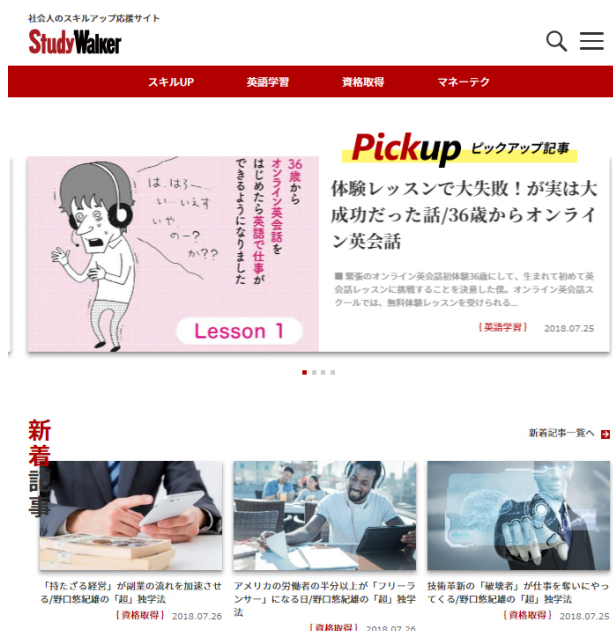 社会人のスキルアップ応援サイト
StudyWalker
スキルUP 英語学習 資格取得 マネーテク
Pickup ピックアップ記事
体験レッスンで大失敗！が実は大
成功だった話/36歳からオンライ
ン英会話
■緊張のオンライン英会話初体験36歳にして、生まれて初めて英
会話レッスンに挑戦することを決意した僕。オンライン英会話ス
クールでは、無料体験レッスンを受けられる...
{英語学習} 2018.07.25
36歳から
オンライン英会話を
はじめたら英語で仕事が
できるようになりました
は、はろ〜
い…いえす
いや、
のー?
か??
Lesson 1
新着記事
新着記事一覧へ
「持たざる経営」が副業の流れを加速させ
る/野口悠紀雄の「超」独学法
{資格取得} 2018.07.26
アメリカの労働者の半分以上が「フリーラ
ンサー」になる日/野口悠紀雄の「超」独学
法
{資格取得} 2018.07.26
技術革新の「破壊者」が仕事を奪いにやっ
てくる/野口悠紀雄の「超」独学法
{資格取得} 2018.07.25